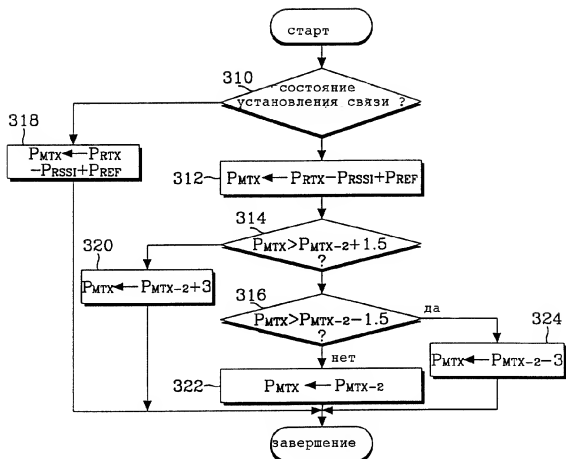 старт
310
состояние
установления связи ?
318
PMTX ← PRTX
−PRSSI+PREF
312
PMTX ← PRTX−PRSSI+PREF
314
PMTX>PMTX-2+1.5
?
320
PMTX ← PMTX-2+3
316
PMTX>PMTX-2−1.5
?
да
324
PMTX ← PMTX-2−3
нет
322
PMTX ← PMTX-2
завершение